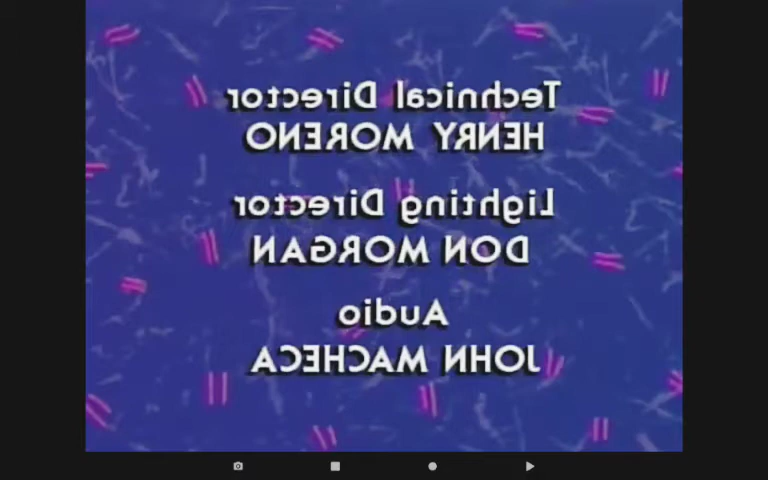 Technical Director
HENRY MORENO
Lighting Director
DON MORGAN
Audio
JOHN MACHECA